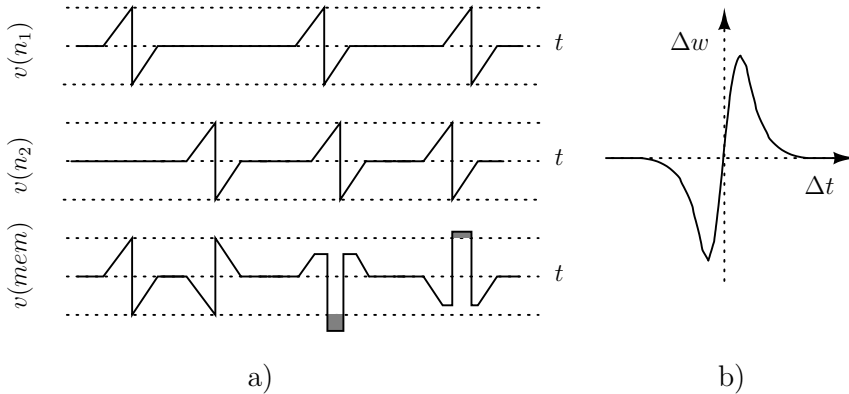 v(n₁)
t
v(n₂)
t
v(mem)
t
a)
Δw
Δt
b)